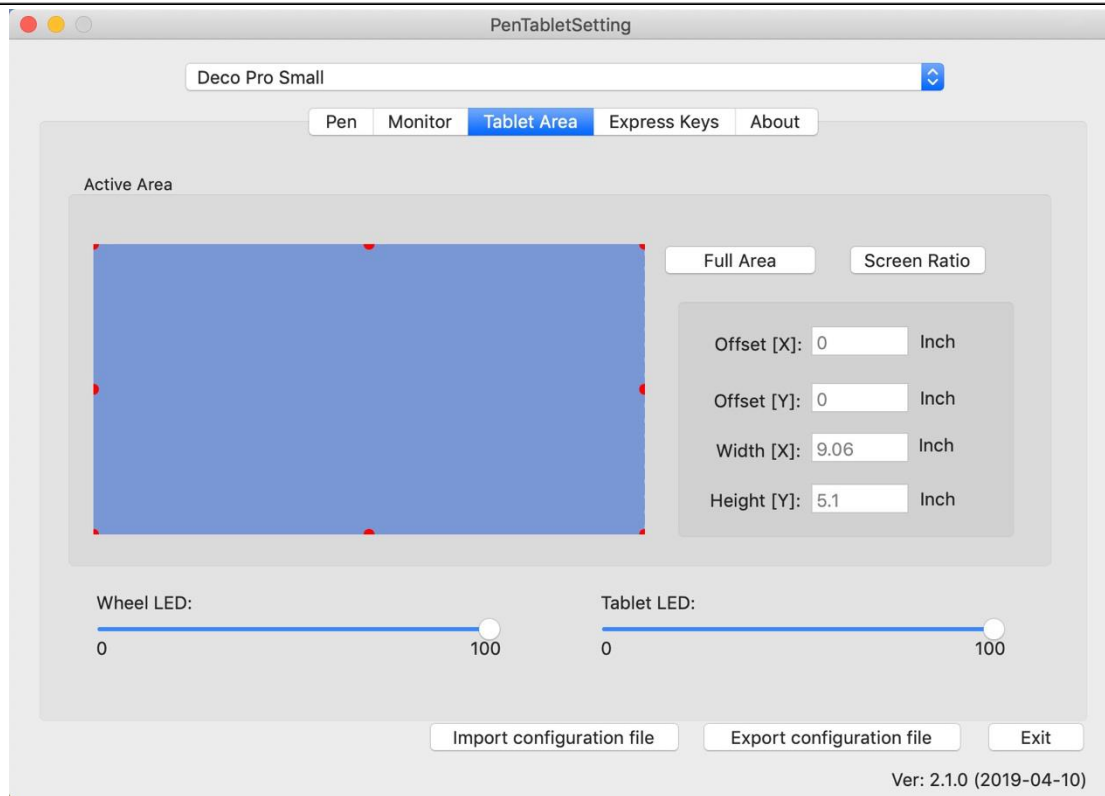 PenTabletSetting
Deco Pro Small
Pen Monitor Tablet Area Express Keys About
Active Area
Full Area Screen Ratio
Offset [X]: 0 Inch
Offset [Y]: 0 Inch
Width [X]: 9.06 Inch
Height [Y]: 5.1 Inch
Wheel LED: Tablet LED:
0 100 0 100
Import configuration file Export configuration file Exit
Ver: 2.1.0 (2019-04-10)